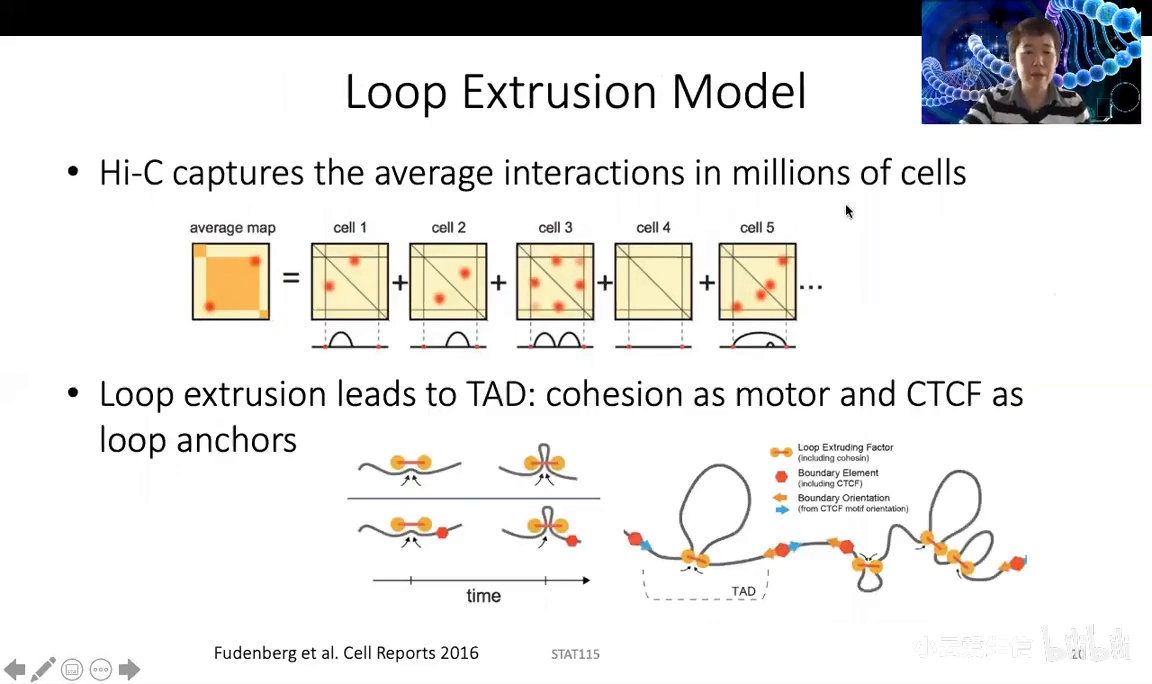 Loop Extrusion Model
• Hi-C captures the average interactions in millions of cells
average map
cell 1
cell 2
cell 3
cell 4
cell 5
= + + + + ...
• Loop extrusion leads to TAD: cohesion as motor and CTCF as
loop anchors
Loop Extruding Factor
(including cohesin)
Boundary Element
(including CTCF)
Boundary Orientation
(from CTCF motif orientation)
TAD
time
Fudenberg et al. Cell Reports 2016
STAT115
20
bilibili